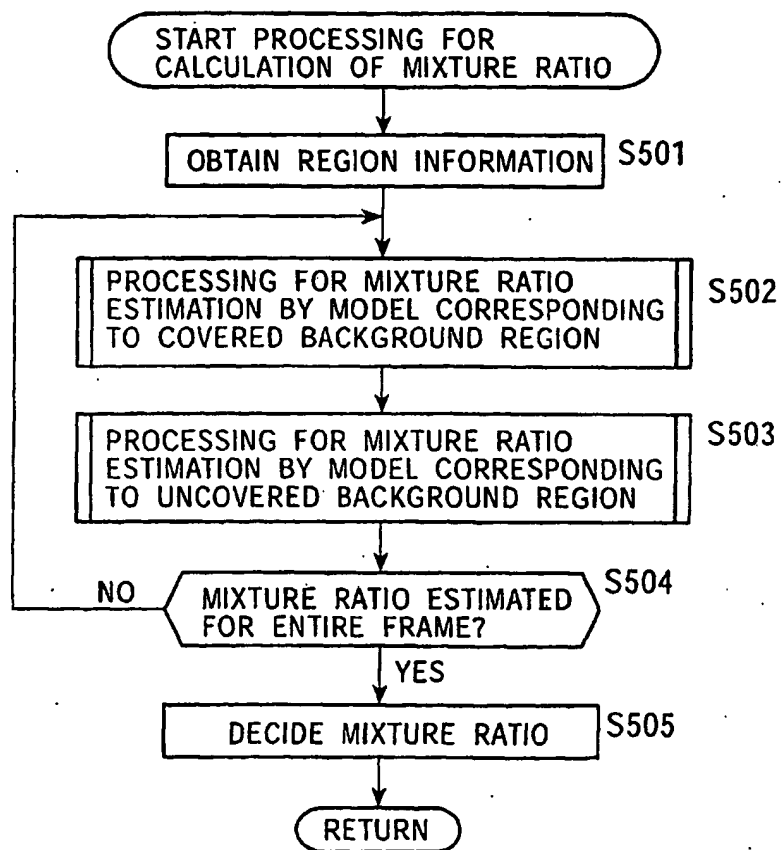 START PROCESSING FOR
CALCULATION OF MIXTURE RATIO
OBTAIN REGION INFORMATION
S501
PROCESSING FOR MIXTURE RATIO
ESTIMATION BY MODEL CORRESPONDING
TO COVERED BACKGROUND REGION
S502
PROCESSING FOR MIXTURE RATIO
ESTIMATION BY MODEL CORRESPONDING
TO UNCOVERED BACKGROUND REGION
S503
NO
MIXTURE RATIO ESTIMATED
FOR ENTIRE FRAME?
S504
YES
DECIDE MIXTURE RATIO
S505
RETURN